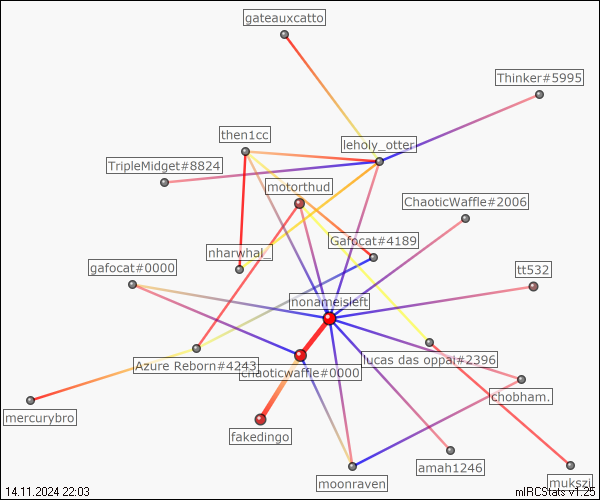 gateauxcatto
Thinker#5995
then1cc
leholy_otter
TripleMidget#8824
motorthud
ChaoticWaffle#2006
Gafocat#4189
nharwhal_
gafocat#0000
tt532
nonameisleft
lucas das oppai#2396
Azure Reborn#4243
chaoticwaffle#0000
chobham.
mercurybro
fakedingo
amah1246
moonraven
mukszi
14.11.2024 22:03
mIRCStats v1.25